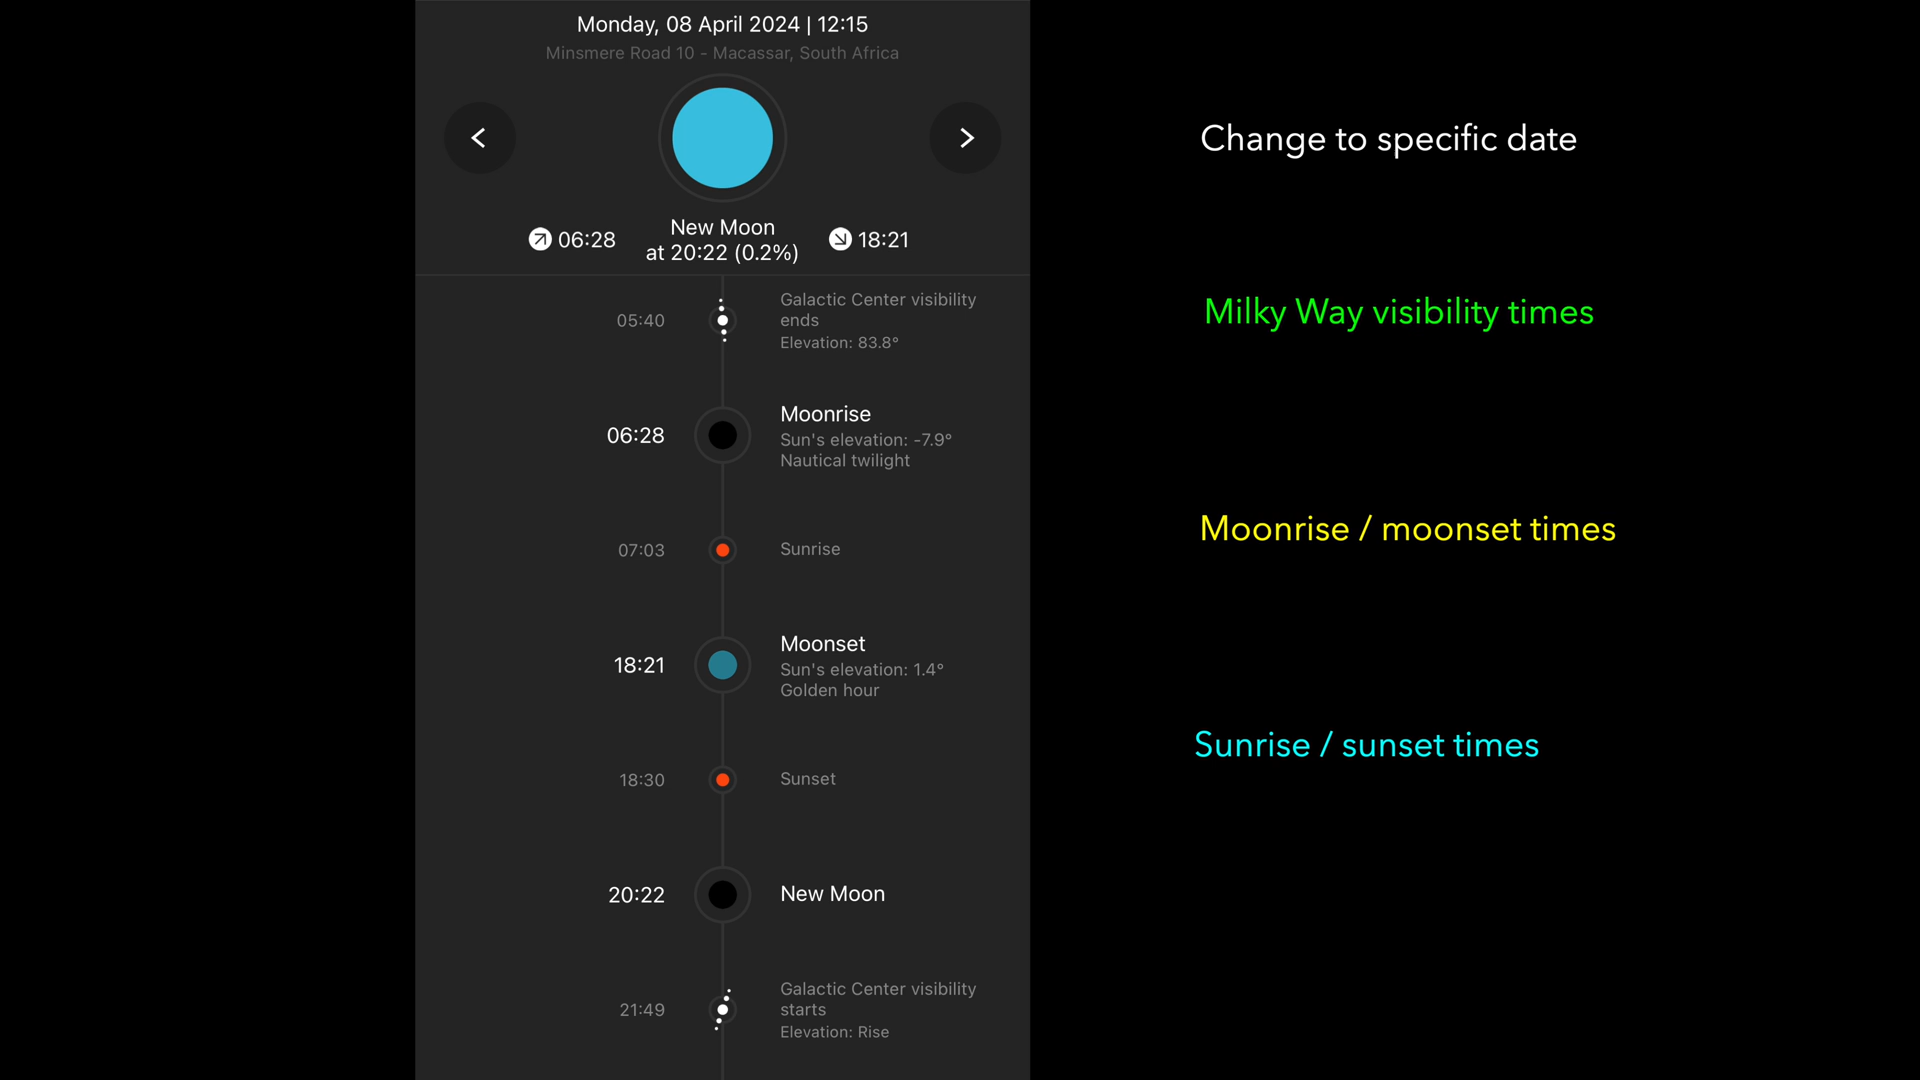 Monday, 08 April 2024 | 12:15
Minsmere Road 10 - Macassar, South Africa
<
>
Change to specific date
06:28
New Moon
at 20:22 (0.2%)
18:21
Milky Way visibility times
05:40
Galactic Center visibility
ends
Elevation: 83.8°
06:28
Moonrise
Sun's elevation: -7.9°
Nautical twilight
Moonrise / moonset times
07:03
Sunrise
18:21
Moonset
Sun's elevation: 1.4°
Golden hour
Sunrise / sunset times
18:30
Sunset
20:22
New Moon
21:49
Galactic Center visibility
starts
Elevation: Rise